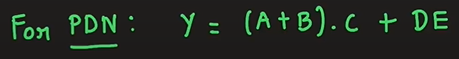 For PDN : Y = (A+B).C + DE